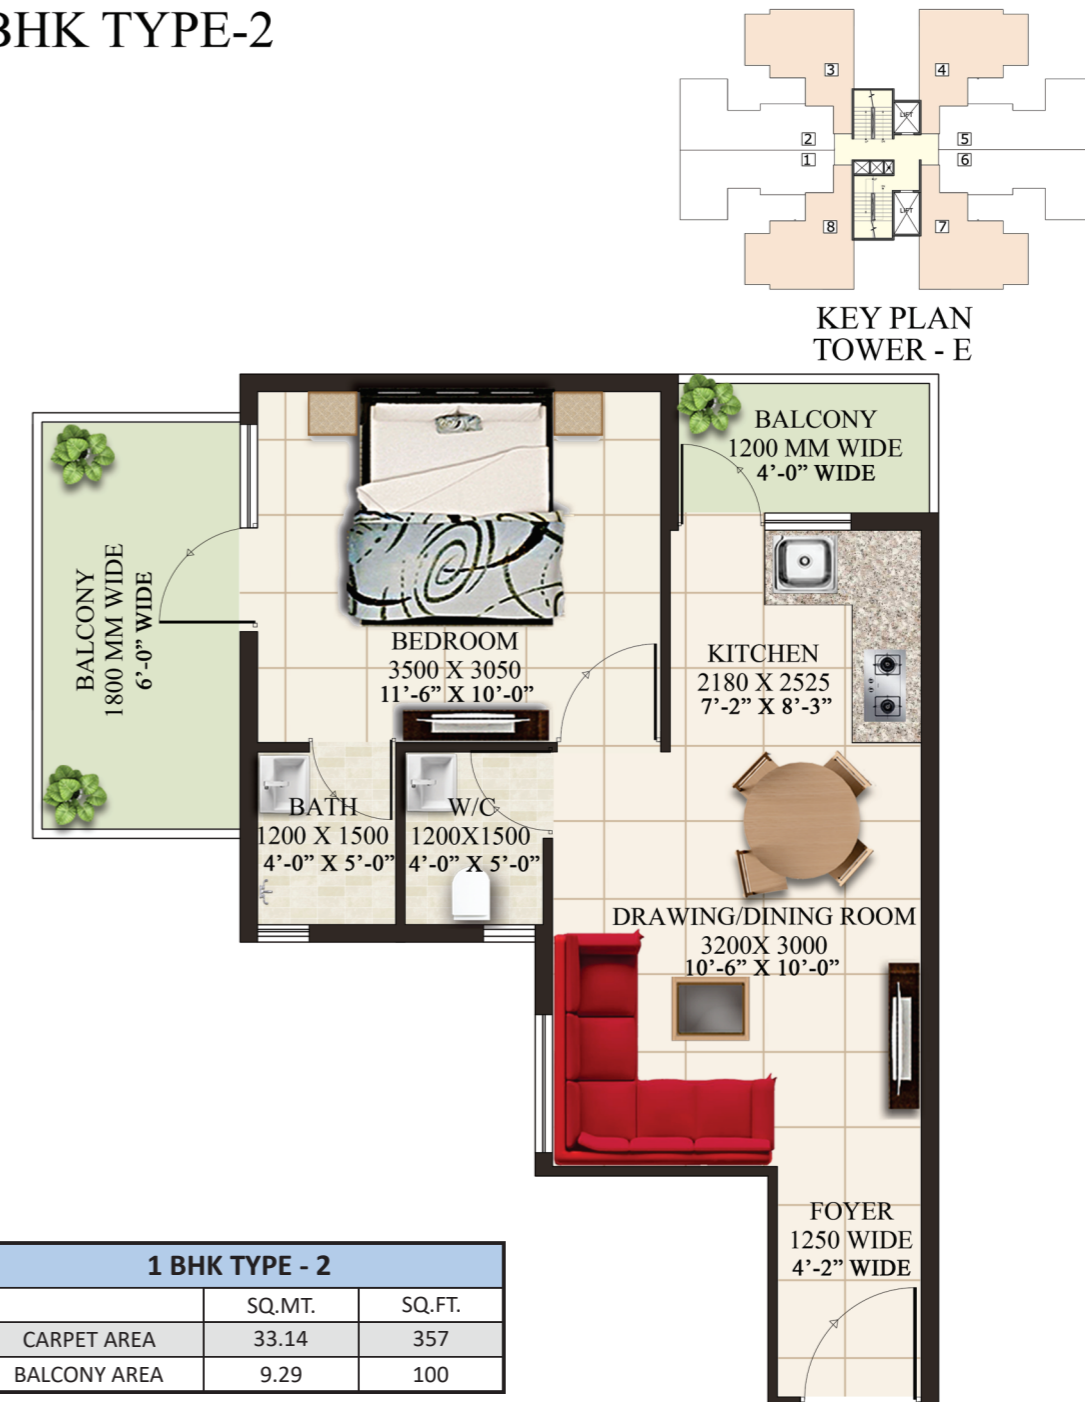 BHK TYPE-2
3
4
LIFT
2
5
1
6
LIFT
8
7
KEY PLAN
TOWER - E
BALCONY
1200 MM WIDE
4'-0" WIDE
BALCONY
1800 MM WIDE
6'-0" WIDE
BEDROOM
3500 X 3050
11'-6" X 10'-0"
KITCHEN
2180 X 2525
7'-2" X 8'-3"
BATH
1200 X 1500
4'-0" X 5'-0"
W/C
1200X1500
4'-0" X 5'-0"
DRAWING/DINING ROOM
3200X 3000
10'-6" X 10'-0"
FOYER
1250 WIDE
4'-2" WIDE
1 BHK TYPE - 2
SQ.MT. SQ.FT.
CARPET AREA 33.14 357
BALCONY AREA 9.29 100